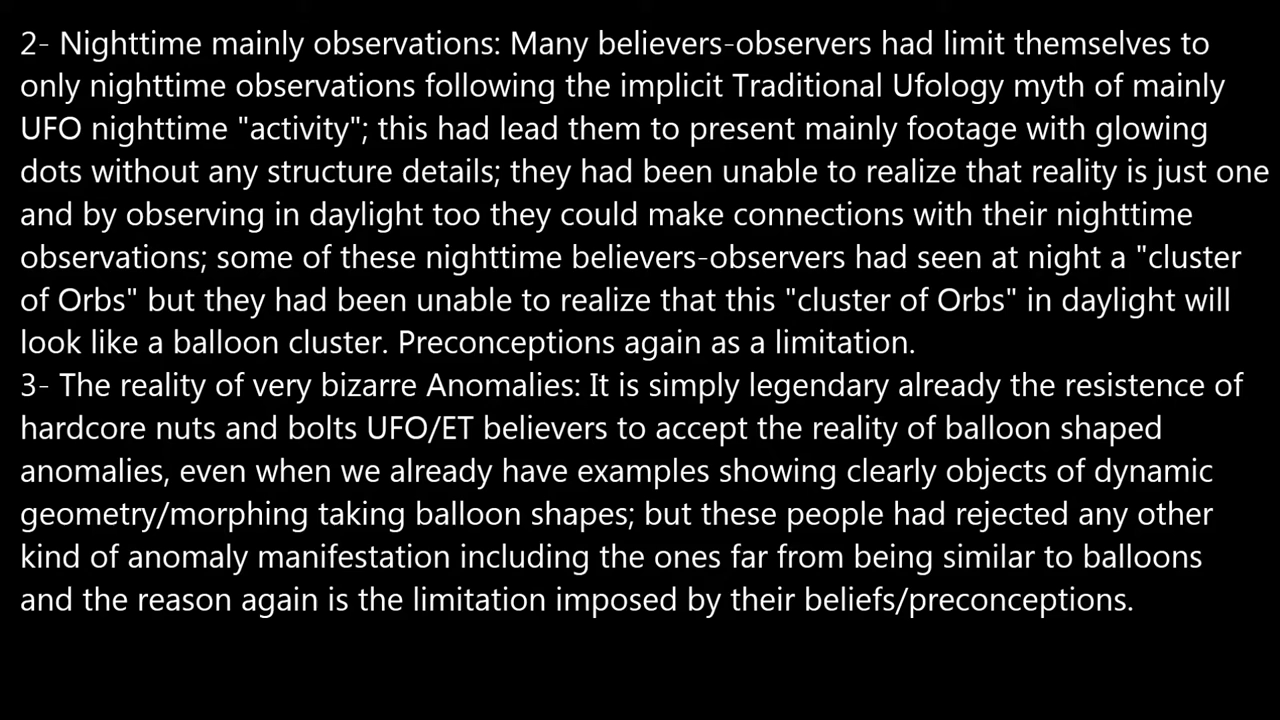 2- Nighttime mainly observations: Many believers-observers had limit themselves to
only nighttime observations following the implicit Traditional Ufology myth of mainly
UFO nighttime "activity"; this had lead them to present mainly footage with glowing
dots without any structure details; they had been unable to realize that reality is just one
and by observing in daylight too they could make connections with their nighttime
observations; some of these nighttime believers-observers had seen at night a "cluster
of Orbs" but they had been unable to realize that this "cluster of Orbs" in daylight will
look like a balloon cluster. Preconceptions again as a limitation.
3- The reality of very bizarre Anomalies: It is simply legendary already the resistence of
hardcore nuts and bolts UFO/ET believers to accept the reality of balloon shaped
anomalies, even when we already have examples showing clearly objects of dynamic
geometry/morphing taking balloon shapes; but these people had rejected any other
kind of anomaly manifestation including the ones far from being similar to balloons
and the reason again is the limitation imposed by their beliefs/preconceptions.